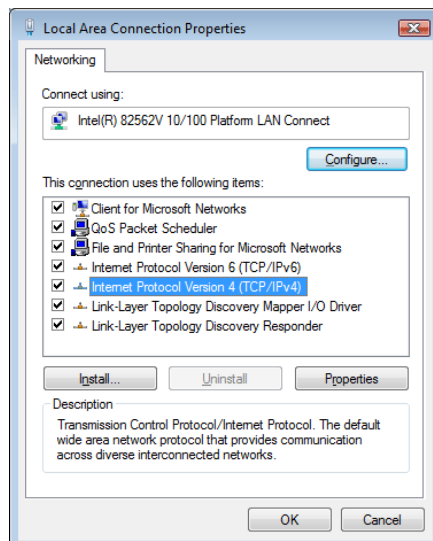 Local Area Connection Properties
Networking
Connect using:
Intel(R) 82562V 10/100 Platform LAN Connect
Configure...
This connection uses the following items:
Client for Microsoft Networks
QoS Packet Scheduler
File and Printer Sharing for Microsoft Networks
Internet Protocol Version 6 (TCP/IPv6)
Internet Protocol Version 4 (TCP/IPv4)
Link-Layer Topology Discovery Mapper I/O Driver
Link-Layer Topology Discovery Responder
Install...
Uninstall
Properties
Description
Transmission Control Protocol/Internet Protocol. The default
wide area network protocol that provides communication
across diverse interconnected networks.
OK
Cancel